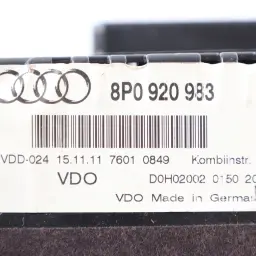 8P0 920 983
VDD-024 15.11.11 7601 0849 Kombiinstr.
VDO D0H02002 0150 20
VDO Made in German